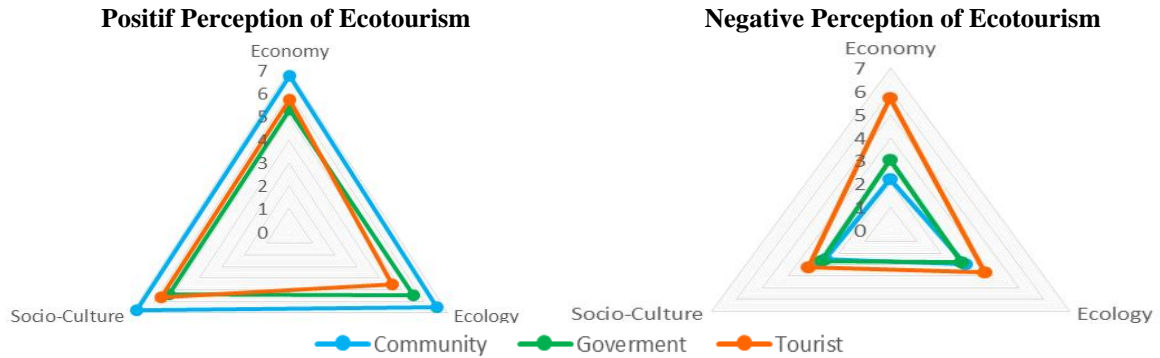 Positif Perception of Ecotourism
Economy
7
6
5
4
3
2
1
0
Socio-Culture
Ecology
Negative Perception of Ecotourism
Economy
7
6
5
4
3
2
1
0
Socio-Culture
Ecology
Community Goverment Tourist